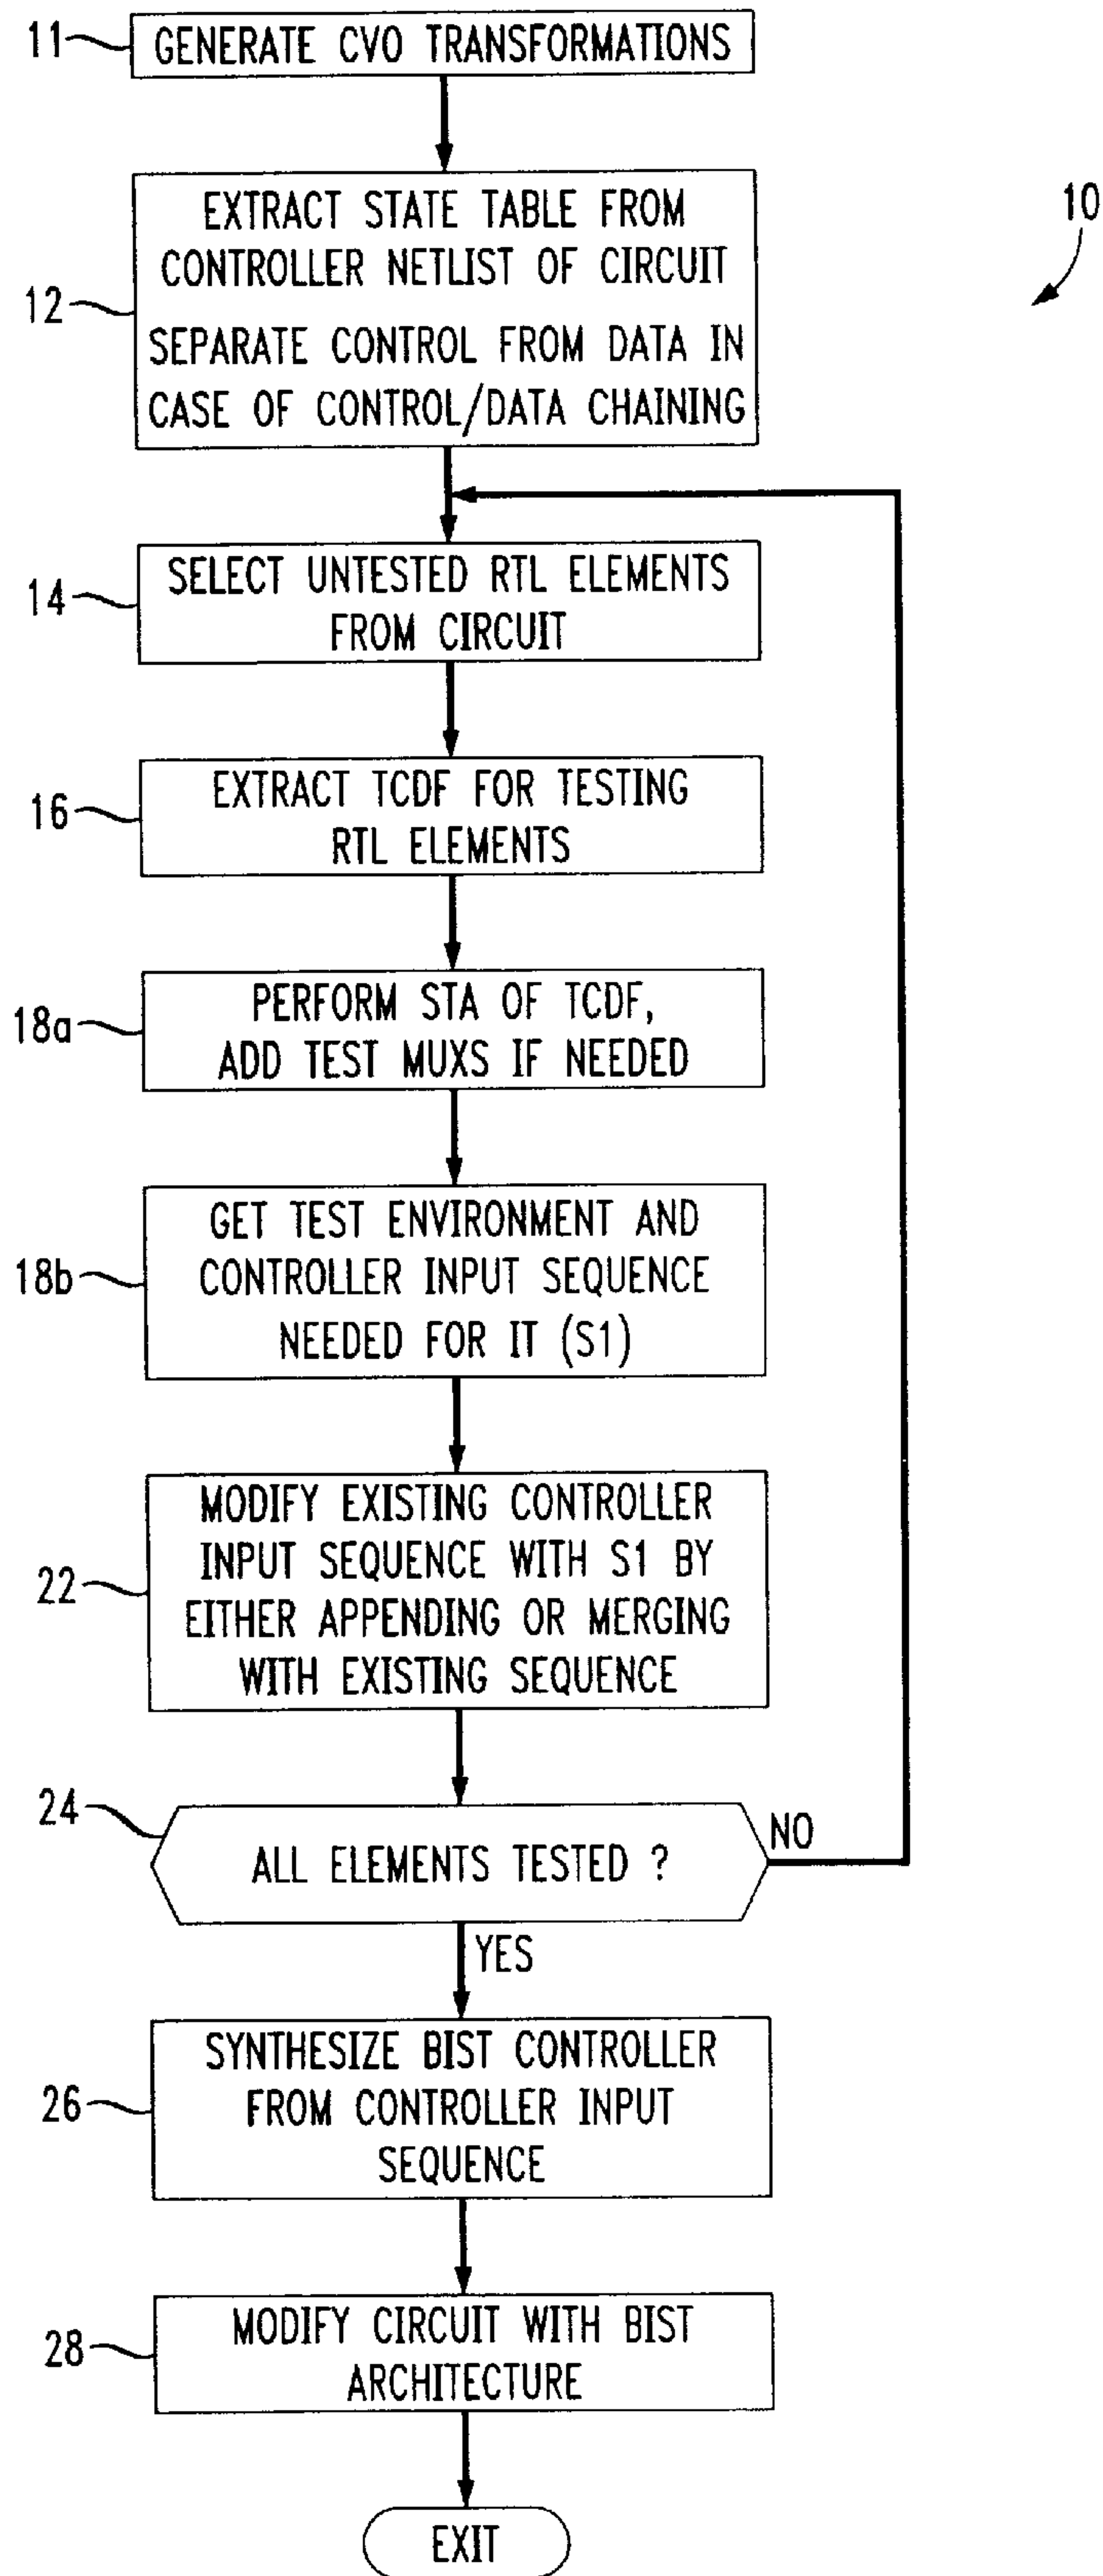 11
GENERATE CVO TRANSFORMATIONS
10
12
EXTRACT STATE TABLE FROM
CONTROLLER NETLIST OF CIRCUIT
SEPARATE CONTROL FROM DATA IN
CASE OF CONTROL/DATA CHAINING
14
SELECT UNTESTED RTL ELEMENTS
FROM CIRCUIT
16
EXTRACT TCDF FOR TESTING
RTL ELEMENTS
18a
PERFORM STA OF TCDF,
ADD TEST MUXS IF NEEDED
18b
GET TEST ENVIRONMENT AND
CONTROLLER INPUT SEQUENCE
NEEDED FOR IT (S1)
22
MODIFY EXISTING CONTROLLER
INPUT SEQUENCE WITH S1 BY
EITHER APPENDING OR MERGING
WITH EXISTING SEQUENCE
24
ALL ELEMENTS TESTED ?
NO
YES
26
SYNTHESIZE BIST CONTROLLER
FROM CONTROLLER INPUT
SEQUENCE
28
MODIFY CIRCUIT WITH BIST
ARCHITECTURE
EXIT